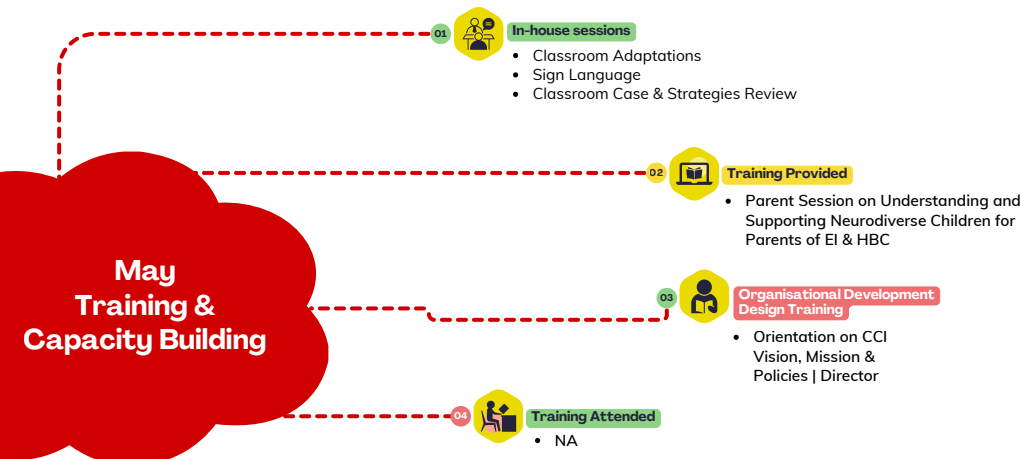 01
In-house sessions
• Classroom Adaptations
• Sign Language
• Classroom Case & Strategies Review
02
Training Provided
• Parent Session on Understanding and
Supporting Neurodiverse Children for
Parents of EI & HBC
May
Training &
Capacity Building
03
Organisational Development
Design Training
• Orientation on CCI
Vision, Mission &
Policies | Director
04
Training Attended
• NA